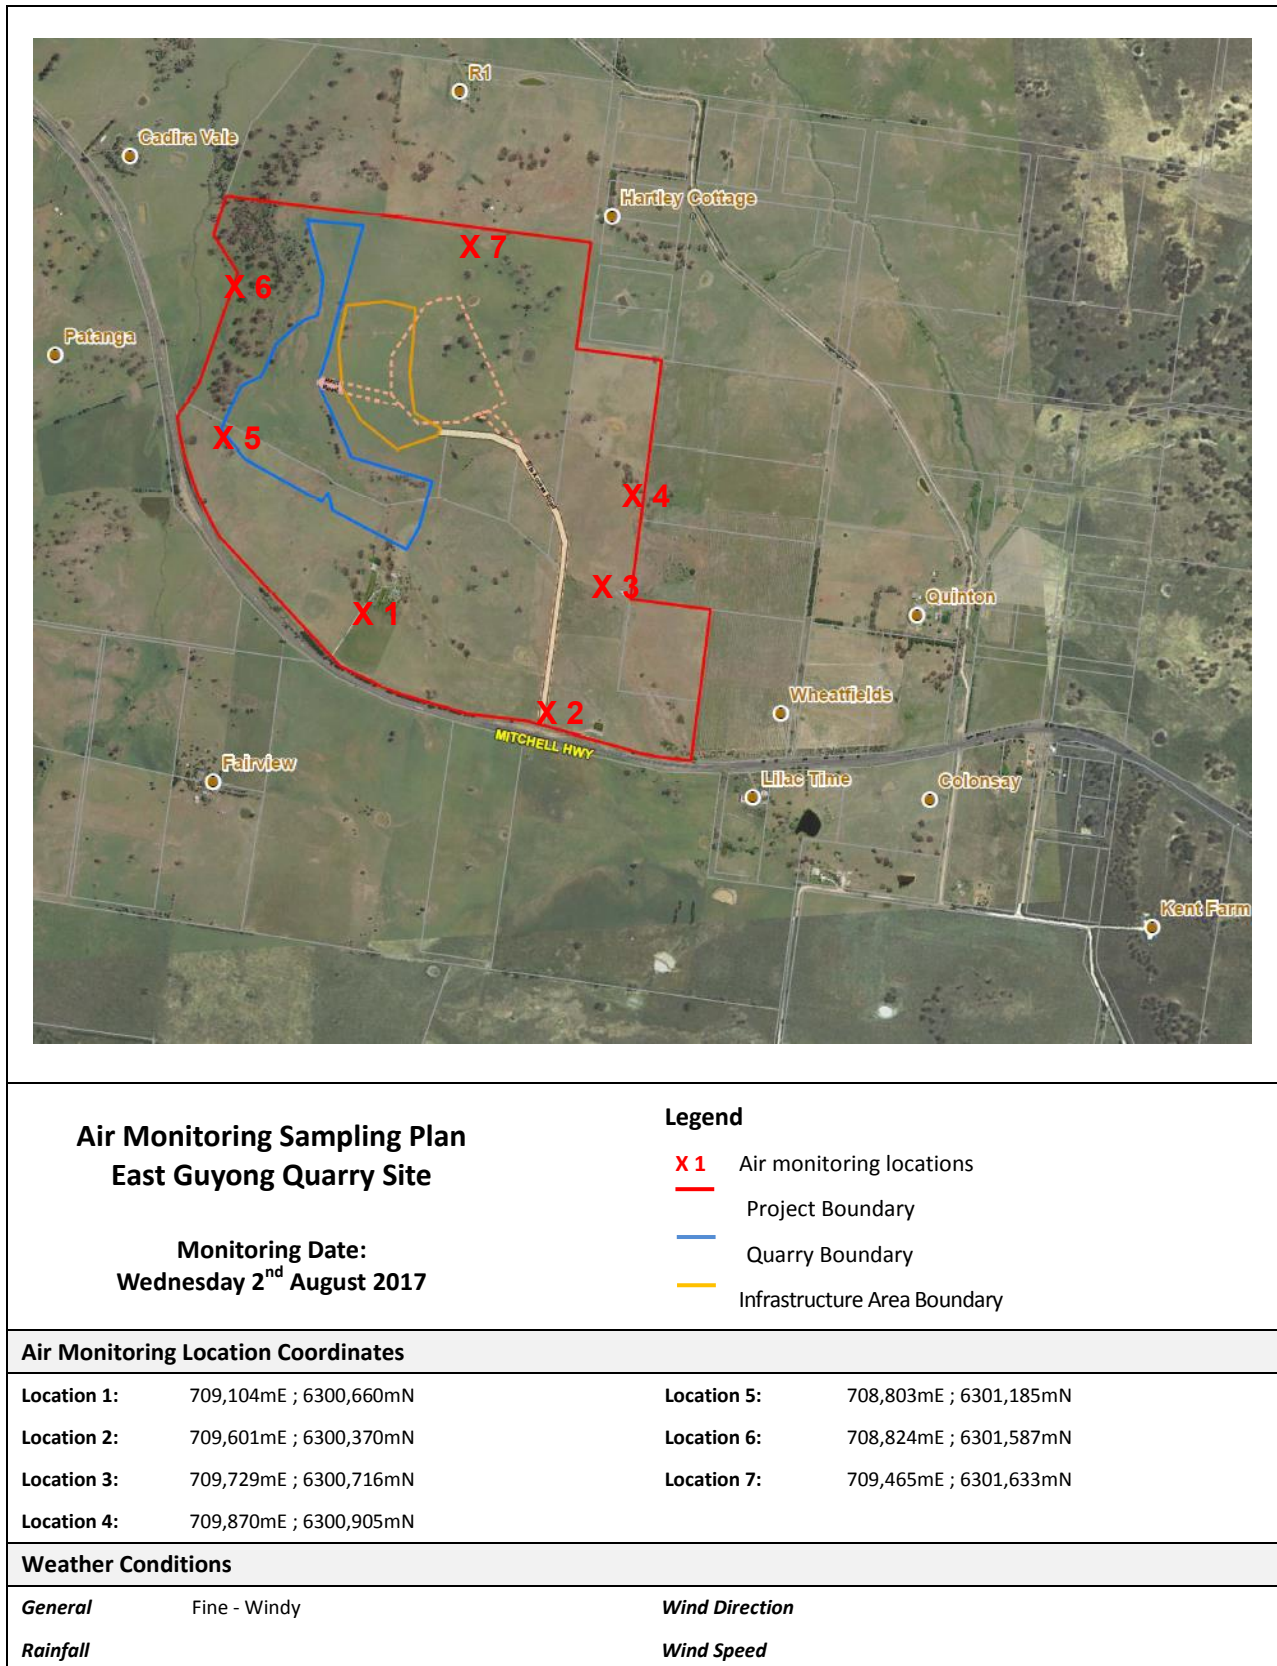 R1
Cadira Vale
Hartley Cottage
X 7
X 6
Patanga
X 5
X 4
X 3
Quinton
X 1
Wheatfields
X 2
MITCHELL HWY
Fairview
Lilac Time
Colonsay
Kent Farm
Air Monitoring Sampling Plan
East Guyong Quarry Site
Monitoring Date:
Wednesday 2nd August 2017
Legend
X 1 Air monitoring locations
Project Boundary
Quarry Boundary
Infrastructure Area Boundary
Air Monitoring Location Coordinates
Location 1: 709,104mE ; 6300,660mN Location 5: 708,803mE ; 6301,185mN
Location 2: 709,601mE ; 6300,370mN Location 6: 708,824mE ; 6301,587mN
Location 3: 709,729mE ; 6300,716mN Location 7: 709,465mE ; 6301,633mN
Location 4: 709,870mE ; 6300,905mN
Weather Conditions
General Fine - Windy Wind Direction
Rainfall Wind Speed